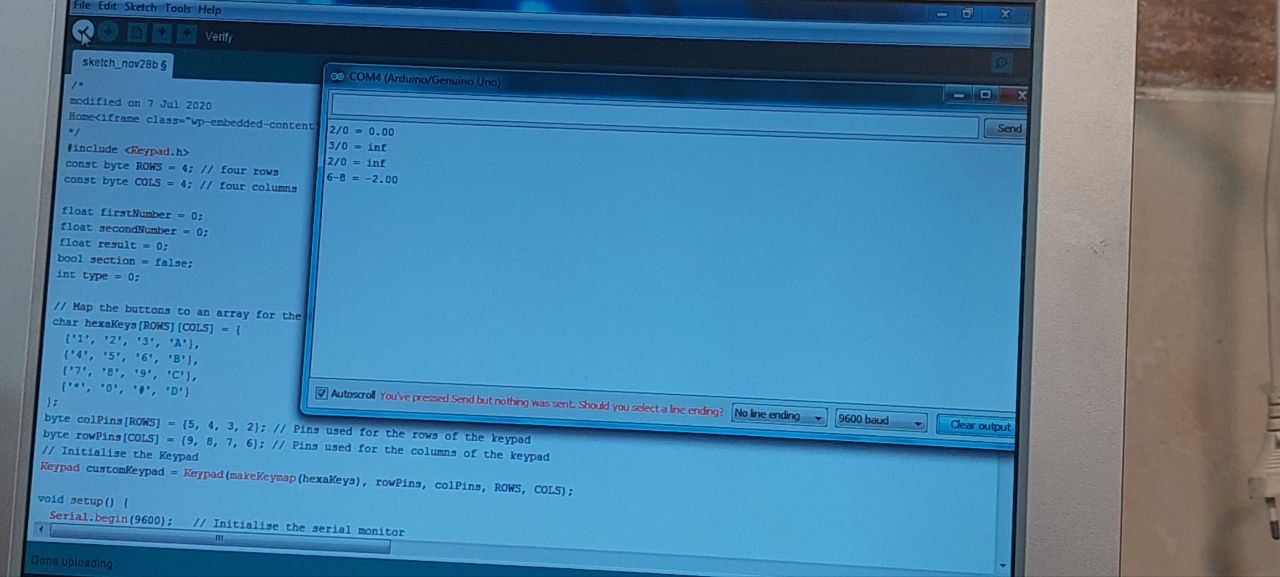 File Edit Sketch Tools Help
Verify
sketch_nov28b §
/*
modified on 7 Jul 2020
Home<iframe class="wp-embedded-content"
*/
#include <Keypad.h>
const byte ROWS = 4; // four rows
const byte COLS = 4; // four columns
float firstNumber = 0;
float secondNumber = 0;
float result = 0;
bool section = false;
int type = 0;
// Map the buttons to an array for the
char hexaKeys[ROWS][COLS] = {
{'1', '2', '3', 'A'},
{'4', '5', '6', 'B'},
{'7', '8', '9', 'C'},
{'*', '0', '#', 'D'}
};
byte colPins[ROWS] = {5, 4, 3, 2}; // Pins used for the rows of the keypad
byte rowPins[COLS] = {9, 8, 7, 6}; // Pins used for the columns of the keypad
// Initialise the Keypad
Keypad customKeypad = Keypad(makeKeymap(hexaKeys), rowPins, colPins, ROWS, COLS);
void setup() {
Serial.begin(9600); // Initialise the serial monitor
Done uploading
COM4 (Arduino/Genuino Uno)
Send
2/0 = 0.00
3/0 = inf
2/0 = inf
6-8 = -2.00
Autoscroll You've pressed Send but nothing was sent. Should you select a line ending? No line ending 9600 baud Clear output